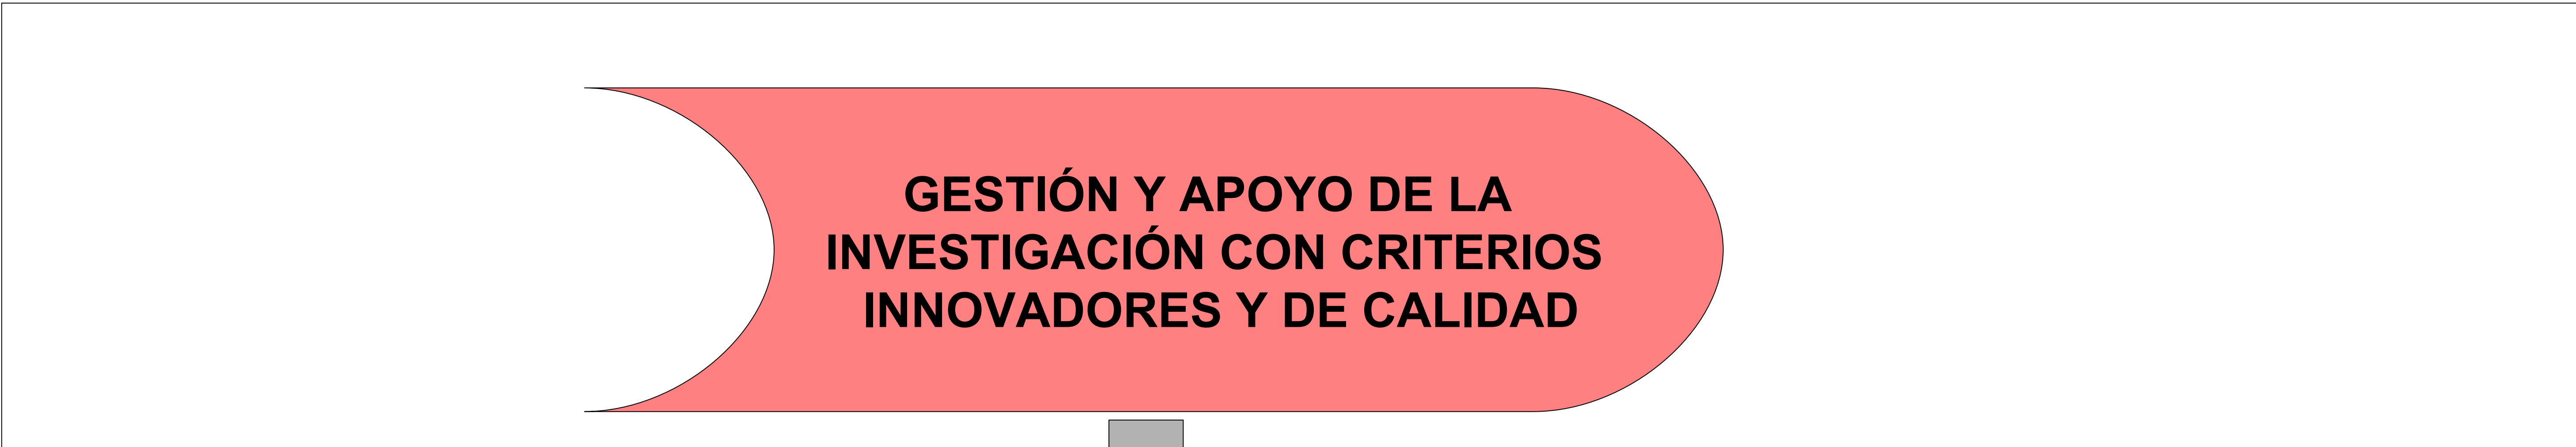 GESTIÓN Y APOYO DE LA
INVESTIGACIÓN CON CRITERIOS
INNOVADORES Y DE CALIDAD